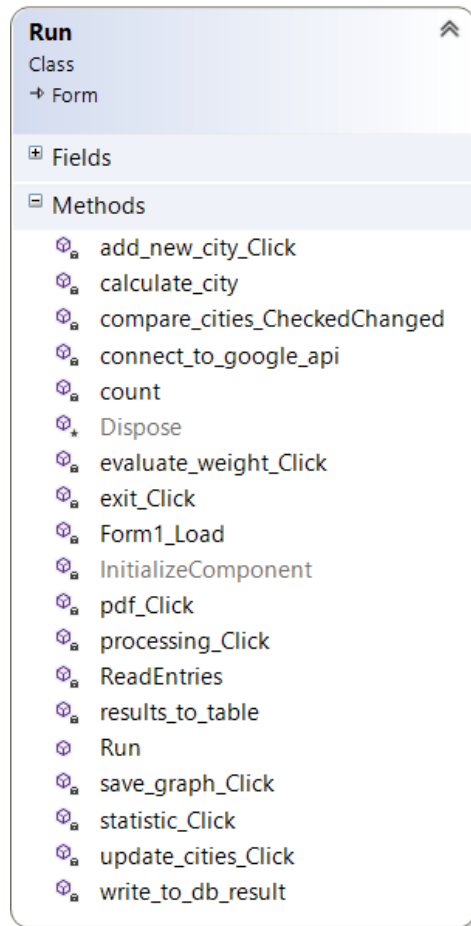 Run
Class
Form
Fields
Methods
add_new_city_Click
calculate_city
compare_cities_CheckedChanged
connect_to_google_api
count
Dispose
evaluate_weight_Click
exit_Click
Form1_Load
InitializeComponent
pdf_Click
processing_Click
ReadEntries
results_to_table
Run
save_graph_Click
statistic_Click
update_cities_Click
write_to_db_result